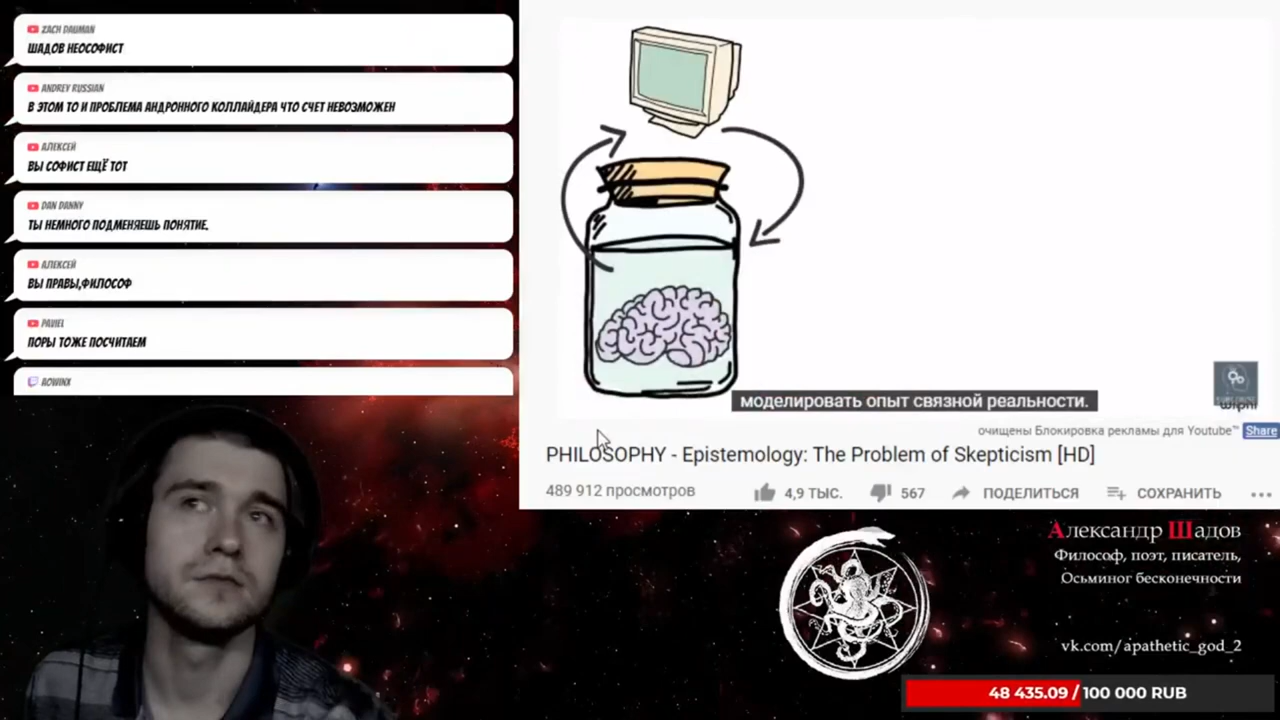 ZACH DAUMAN
ШАДОВ НЕОСОФИСТ
ANDREY RUSSIAN
В ЭТОМ ТО И ПРОБЛЕМА АНДРОННОГО КОЛЛАЙДЕРА ЧТО СЧЕТ НЕВОЗМОЖЕН
АЛЕКСЕЙ
ВЫ СОФИСТ ЕЩЁ ТОТ
DAN DANNY
ТЫ НЕМНОГО ПОДМЕНЯЕШЬ ПОНЯТИЕ.
АЛЕКСЕЙ
ВЫ ПРАВЫ,ФИЛОСОФ
PAVIEL
ПОРЫ ТОЖЕ ПОСЧИТАЕМ
AOWINX
моделировать опыт связной реальности.
wiphi
очищены Блокировка рекламы для Youtube™ Share
PHILOSOPHY - Epistemology: The Problem of Skepticism [HD]
489 912 просмотров
4,9 ТЫС. 567 ПОДЕЛИТЬСЯ СОХРАНИТЬ
Александр Шадов
Философ, поэт, писатель,
Осьминог бесконечности
vk.com/apathetic_god_2
48 435.09 / 100 000 RUB